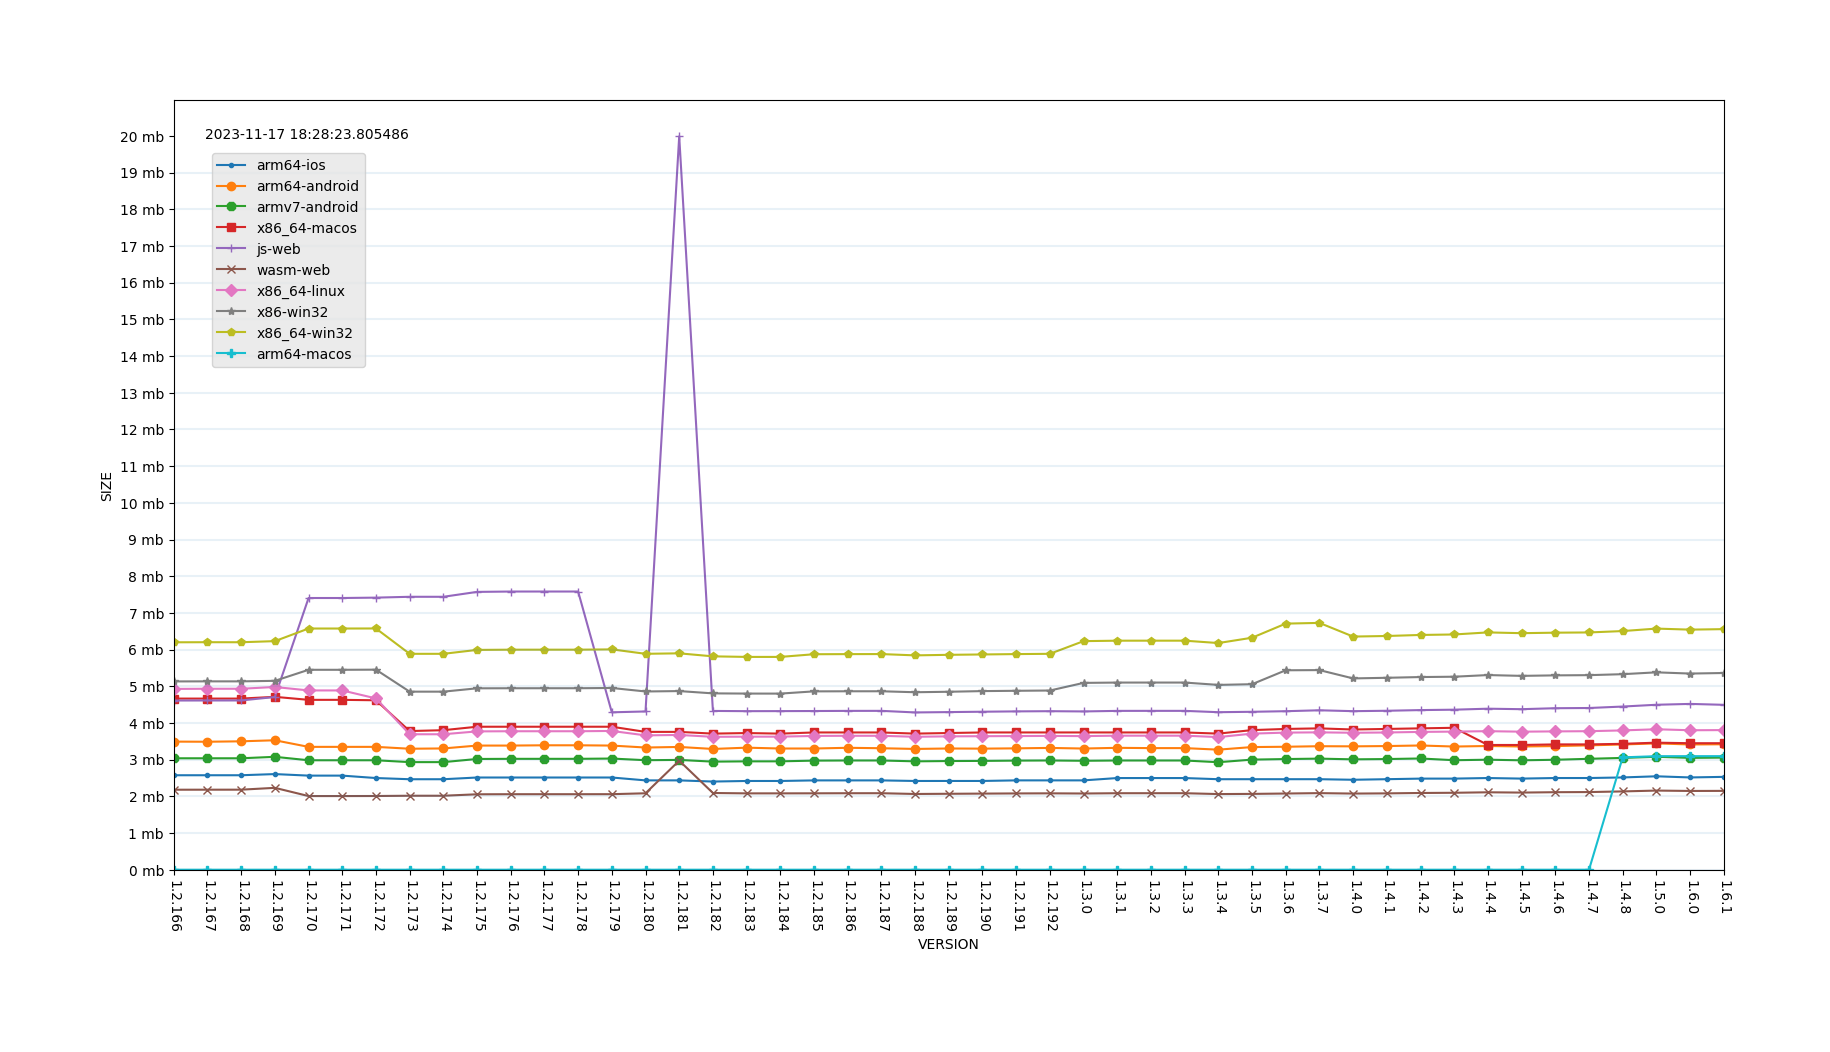 2023-11-17 18:28:23.805486
arm64-ios
arm64-android
armv7-android
x86_64-macos
js-web
wasm-web
x86_64-linux
x86-win32
x86_64-win32
arm64-macos
20 mb
19 mb
18 mb
17 mb
16 mb
15 mb
14 mb
13 mb
12 mb
11 mb
10 mb
9 mb
8 mb
7 mb
6 mb
5 mb
4 mb
3 mb
2 mb
1 mb
0 mb
SIZE
1.2.166
1.2.167
1.2.168
1.2.169
1.2.170
1.2.171
1.2.172
1.2.173
1.2.174
1.2.175
1.2.176
1.2.177
1.2.178
1.2.179
1.2.180
1.2.181
1.2.182
1.2.183
1.2.184
1.2.185
1.2.186
1.2.187
1.2.188
1.2.189
1.2.190
1.2.191
1.2.192
1.3.0
1.3.1
1.3.2
1.3.3
1.3.4
1.3.5
1.3.6
1.3.7
1.4.0
1.4.1
1.4.2
1.4.3
1.4.4
1.4.5
1.4.6
1.4.7
1.4.8
1.5.0
1.6.0
1.6.1
VERSION